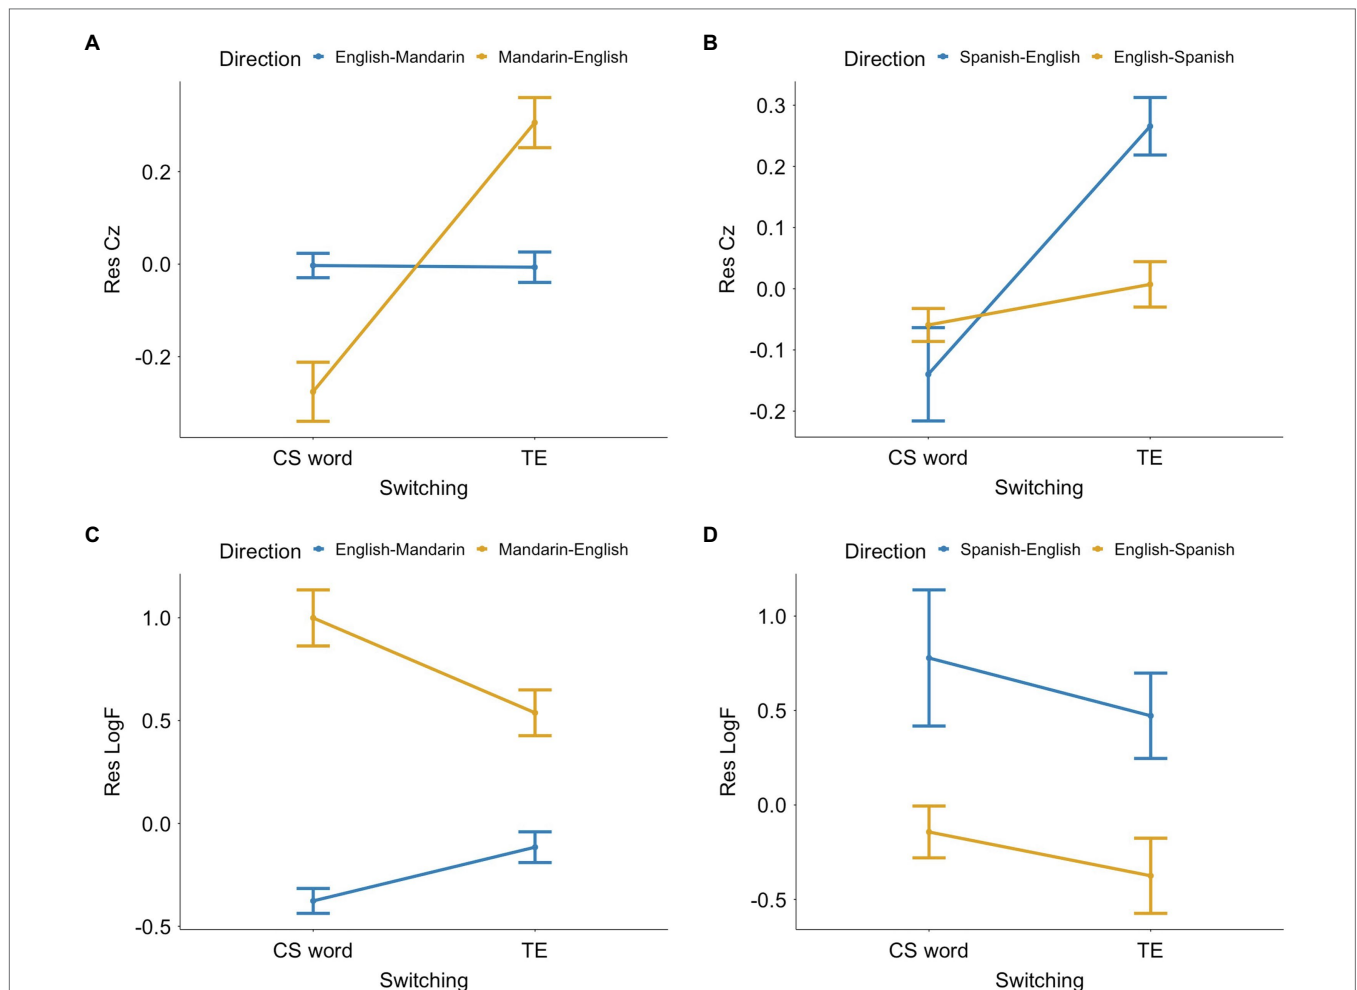 A
Direction English-Mandarin Mandarin-English
Res Cz
0.2
0.0
-0.2
CS word TE
Switching
B
Direction Spanish-English English-Spanish
Res Cz
0.3
0.2
0.1
0.0
-0.1
-0.2
CS word TE
Switching
C
Direction English-Mandarin Mandarin-English
Res LogF
1.0
0.5
0.0
-0.5
CS word TE
Switching
D
Direction Spanish-English English-Spanish
Res LogF
1.0
0.5
0.0
-0.5
CS word TE
Switching